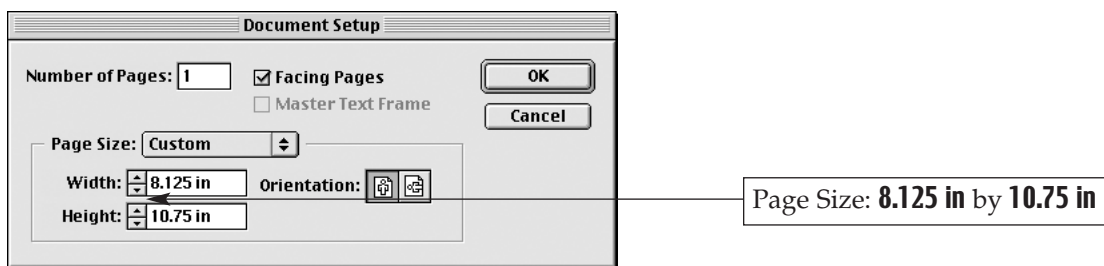 Document Setup
Number of Pages: 1
Facing Pages
OK
Master Text Frame
Cancel
Page Size: Custom
Width: 8.125 in
Orientation:
Height: 10.75 in
Page Size: 8.125 in by 10.75 in